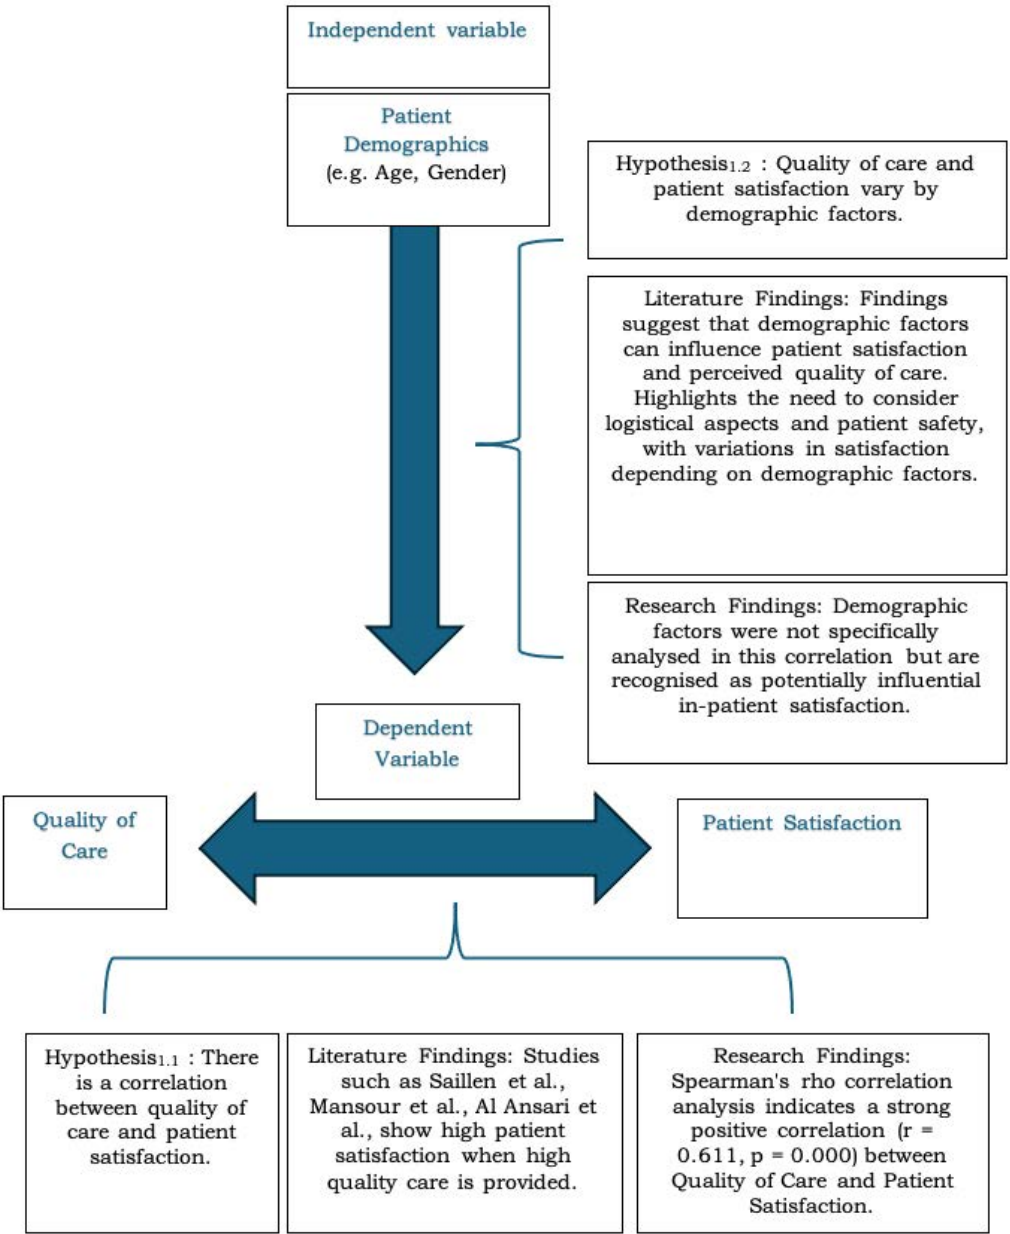 Independent variable
Patient
Demographics
(e.g. Age, Gender)
Hypothesis1.2 : Quality of care and
patient satisfaction vary by
demographic factors.
Literature Findings: Findings
suggest that demographic factors
can influence patient satisfaction
and perceived quality of care.
Highlights the need to consider
logistical aspects and patient safety,
with variations in satisfaction
depending on demographic factors.
Research Findings: Demographic
factors were not specifically
analysed in this correlation but are
recognised as potentially influential
in-patient satisfaction.
Dependent
Variable
Quality of
Care
Patient Satisfaction
Hypothesis1.1 : There
is a correlation
between quality of
care and patient
satisfaction.
Literature Findings: Studies
such as Saillen et al.,
Mansour et al., Al Ansari et
al., show high patient
satisfaction when high
quality care is provided.
Research Findings:
Spearman's rho correlation
analysis indicates a strong
positive correlation (r =
0.611, p = 0.000) between
Quality of Care and Patient
Satisfaction.